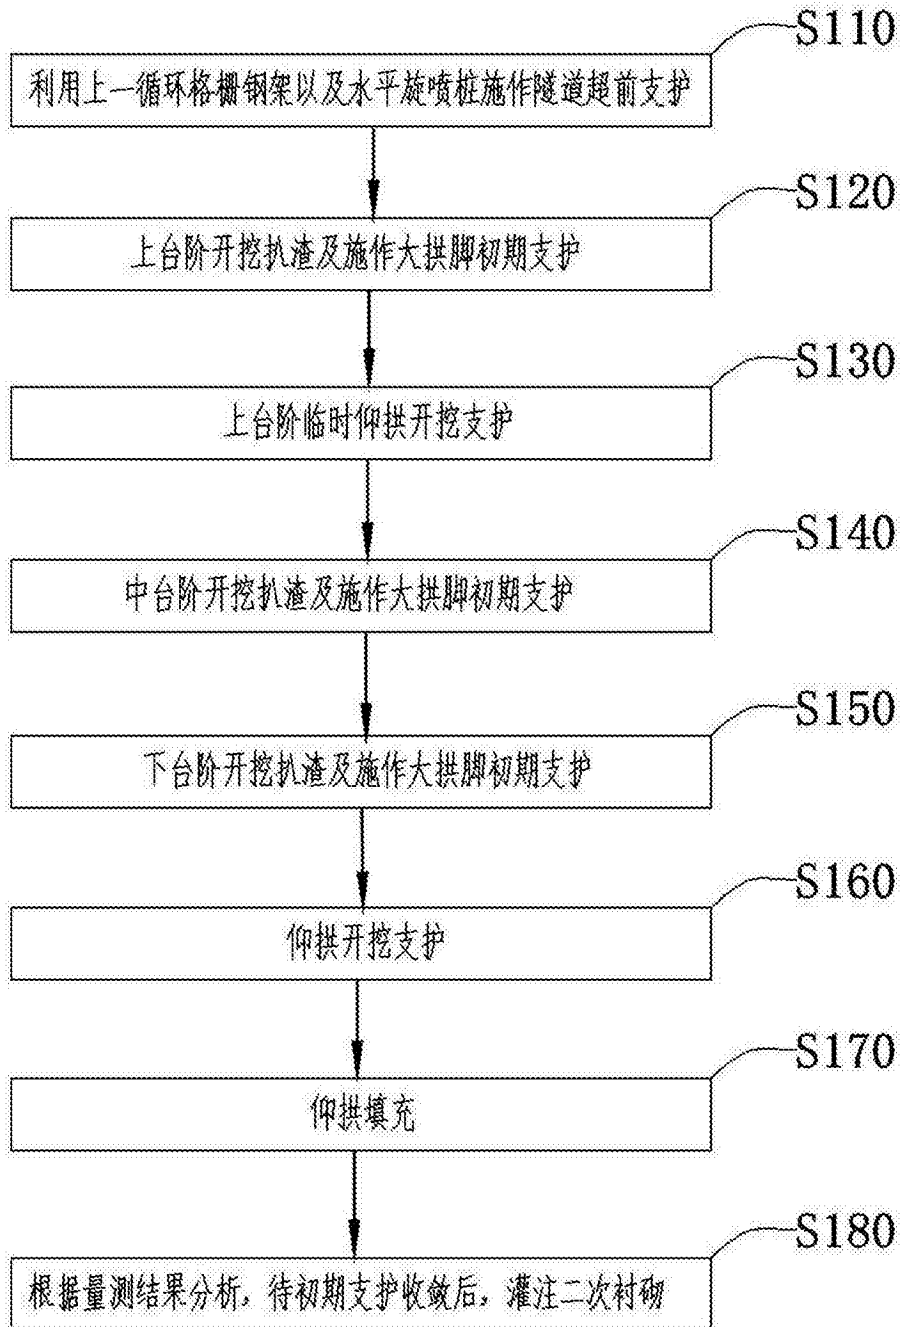 S110
利用上一循环格栅钢架以及水平旋喷桩施作隧道超前支护
S120
上台阶开挖扒渣及施作大拱脚初期支护
S130
上台阶临时仰拱开挖支护
S140
中台阶开挖扒渣及施作大拱脚初期支护
S150
下台阶开挖扒渣及施作大拱脚初期支护
S160
仰拱开挖支护
S170
仰拱填充
S180
根据量测结果分析，待初期支护收敛后，灌注二次衬砌